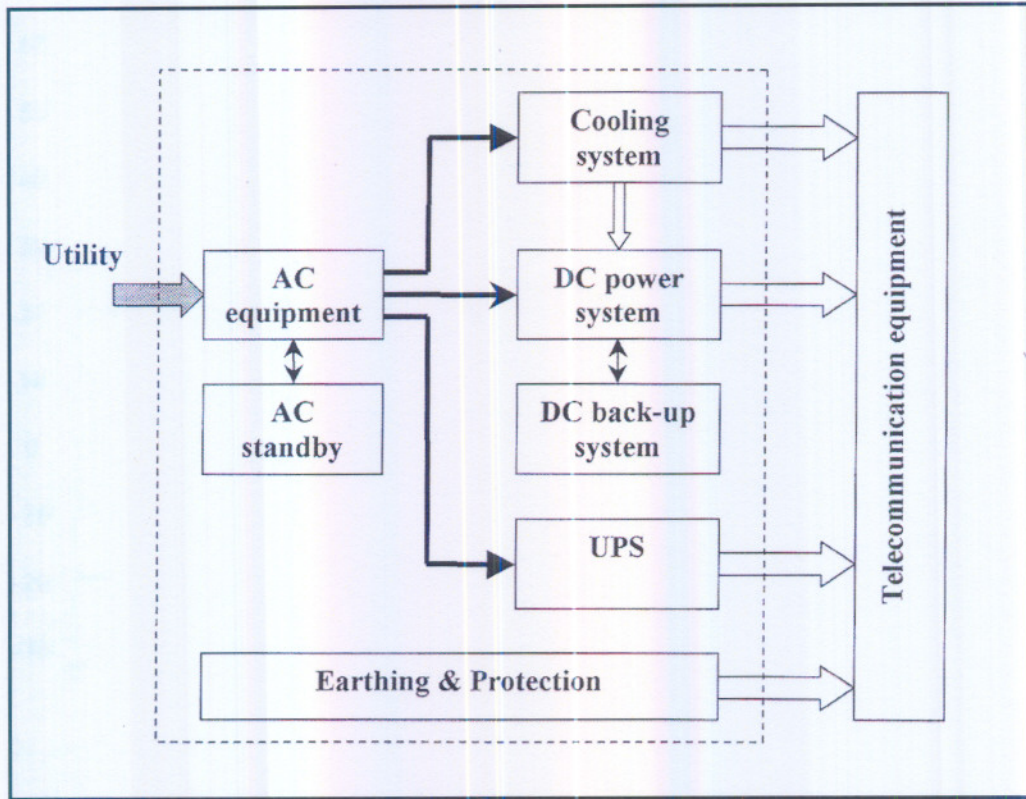 Cooling
system
Utility
AC
equipment
DC power
system
AC
standby
DC back-up
system
UPS
Earthing & Protection
Telecommunication equipment